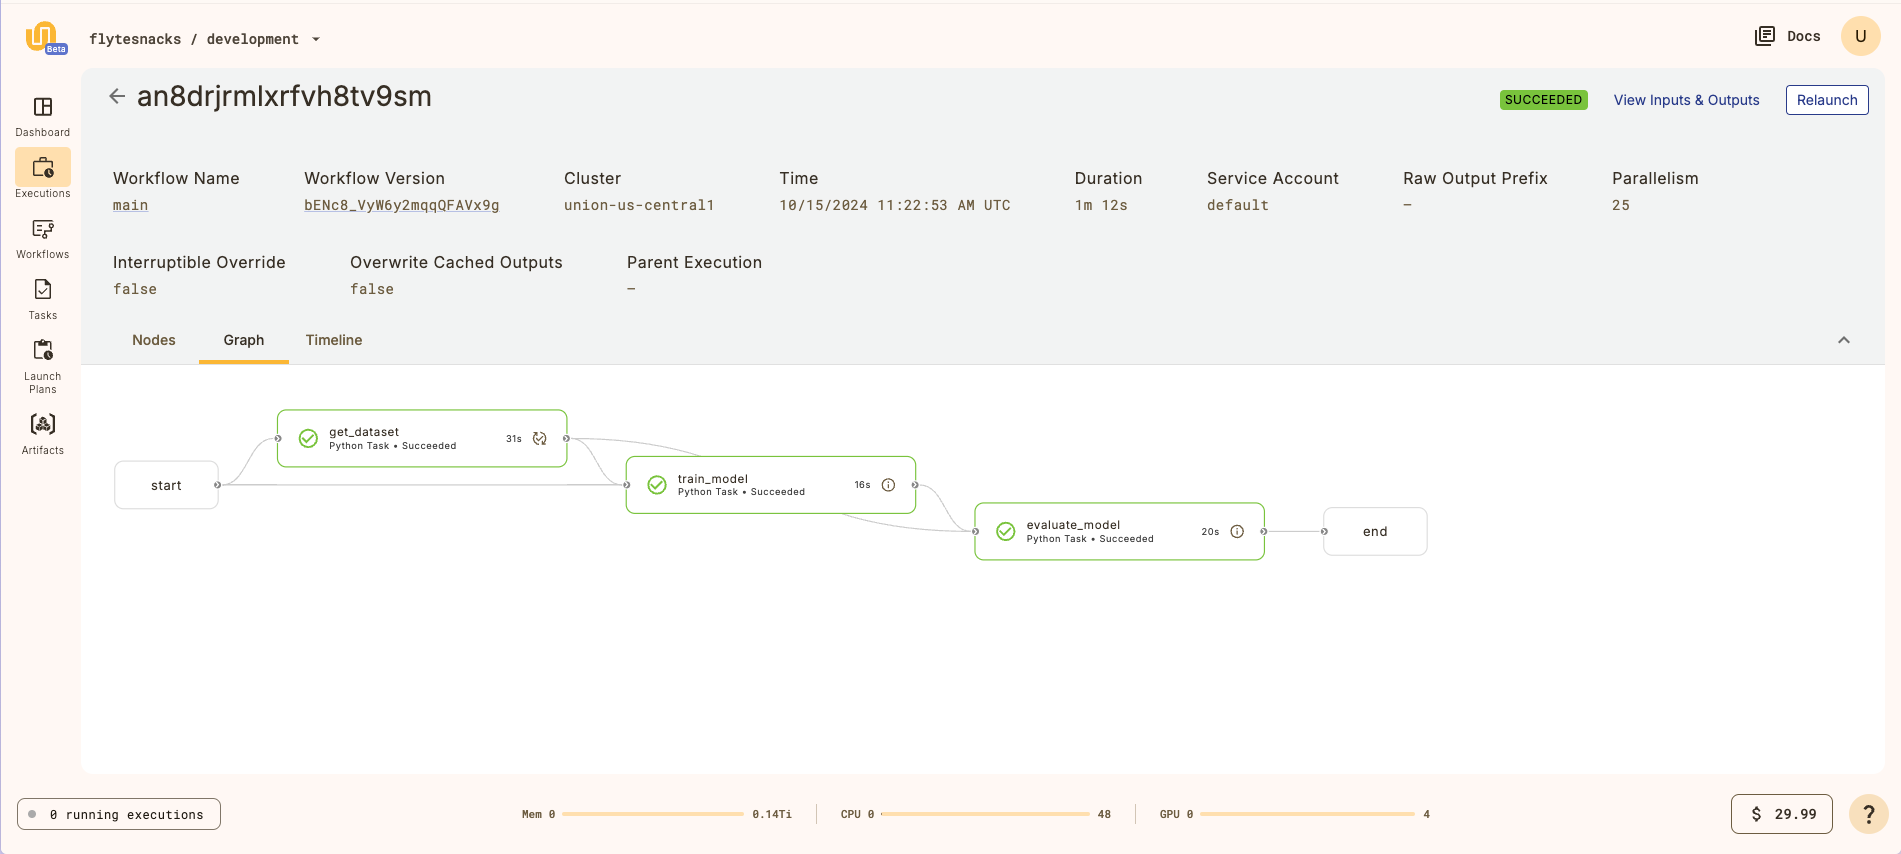 Beta
flytesnacks / development
Docs
U
Dashboard
Executions
Workflows
Tasks
Launch
Plans
Artifacts
an8drjrmlxrfvh8tv9sm
SUCCEEDED
View Inputs & Outputs
Relaunch
Workflow Name
main
Workflow Version
bENc8_VyW6y2mqqQFAVx9g
Cluster
union-us-central1
Time
10/15/2024 11:22:53 AM UTC
Duration
1m 12s
Service Account
default
Raw Output Prefix
–
Parallelism
25
Interruptible Override
false
Overwrite Cached Outputs
false
Parent Execution
–
Nodes
Graph
Timeline
start
get_dataset
Python Task • Succeeded
31s
train_model
Python Task • Succeeded
16s
evaluate_model
Python Task • Succeeded
20s
end
0 running executions
Mem 0
0.14Ti
CPU 0
48
GPU 0
4
$ 29.99
?